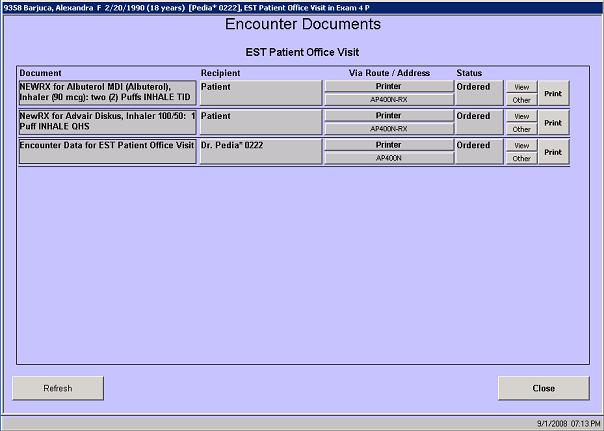 9358 Barjuca, Alexandra F 2/20/1990 (18 years) [Pedia* 0222], EST Patient Office Visit in Exam 4 P
Encounter Documents
EST Patient Office Visit
Document Recipient Via Route / Address Status
NEWRX for Albuterol MDI (Albuterol), Patient Printer Ordered View Print
Inhaler (90 mcg): two (2) Puffs INHALE TID AP400N-RX Other
NewRX for Advair Diskus, Inhaler 100/50: 1 Patient Printer Ordered View Print
Puff INHALE QHS AP400N-RX Other
Encounter Data for EST Patient Office Visit Dr. Pedia* 0222 Printer Ordered View Print
AP400N Other
Refresh Close
9/1/2008 07:13 PM